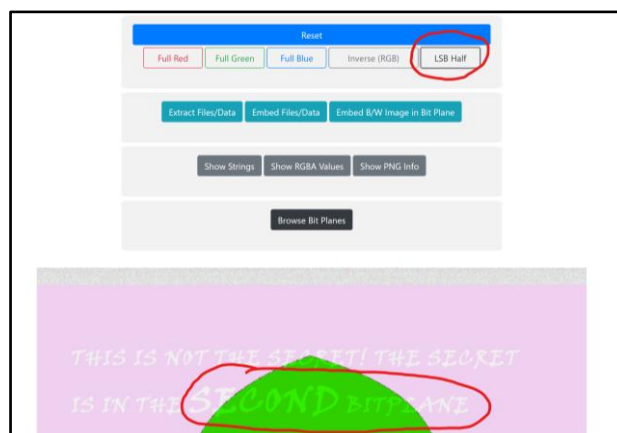 Reset
Full Red Full Green Full Blue Inverse (RGB) LSB Half
Extract Files/Data Embed Files/Data Embed B/W Image in Bit Plane
Show Strings Show RGBA Values Show PNG Info
Browse Bit Planes
THIS IS NOT THE SECRET! THE SECRET
IS IN THE SECOND BITPLANE